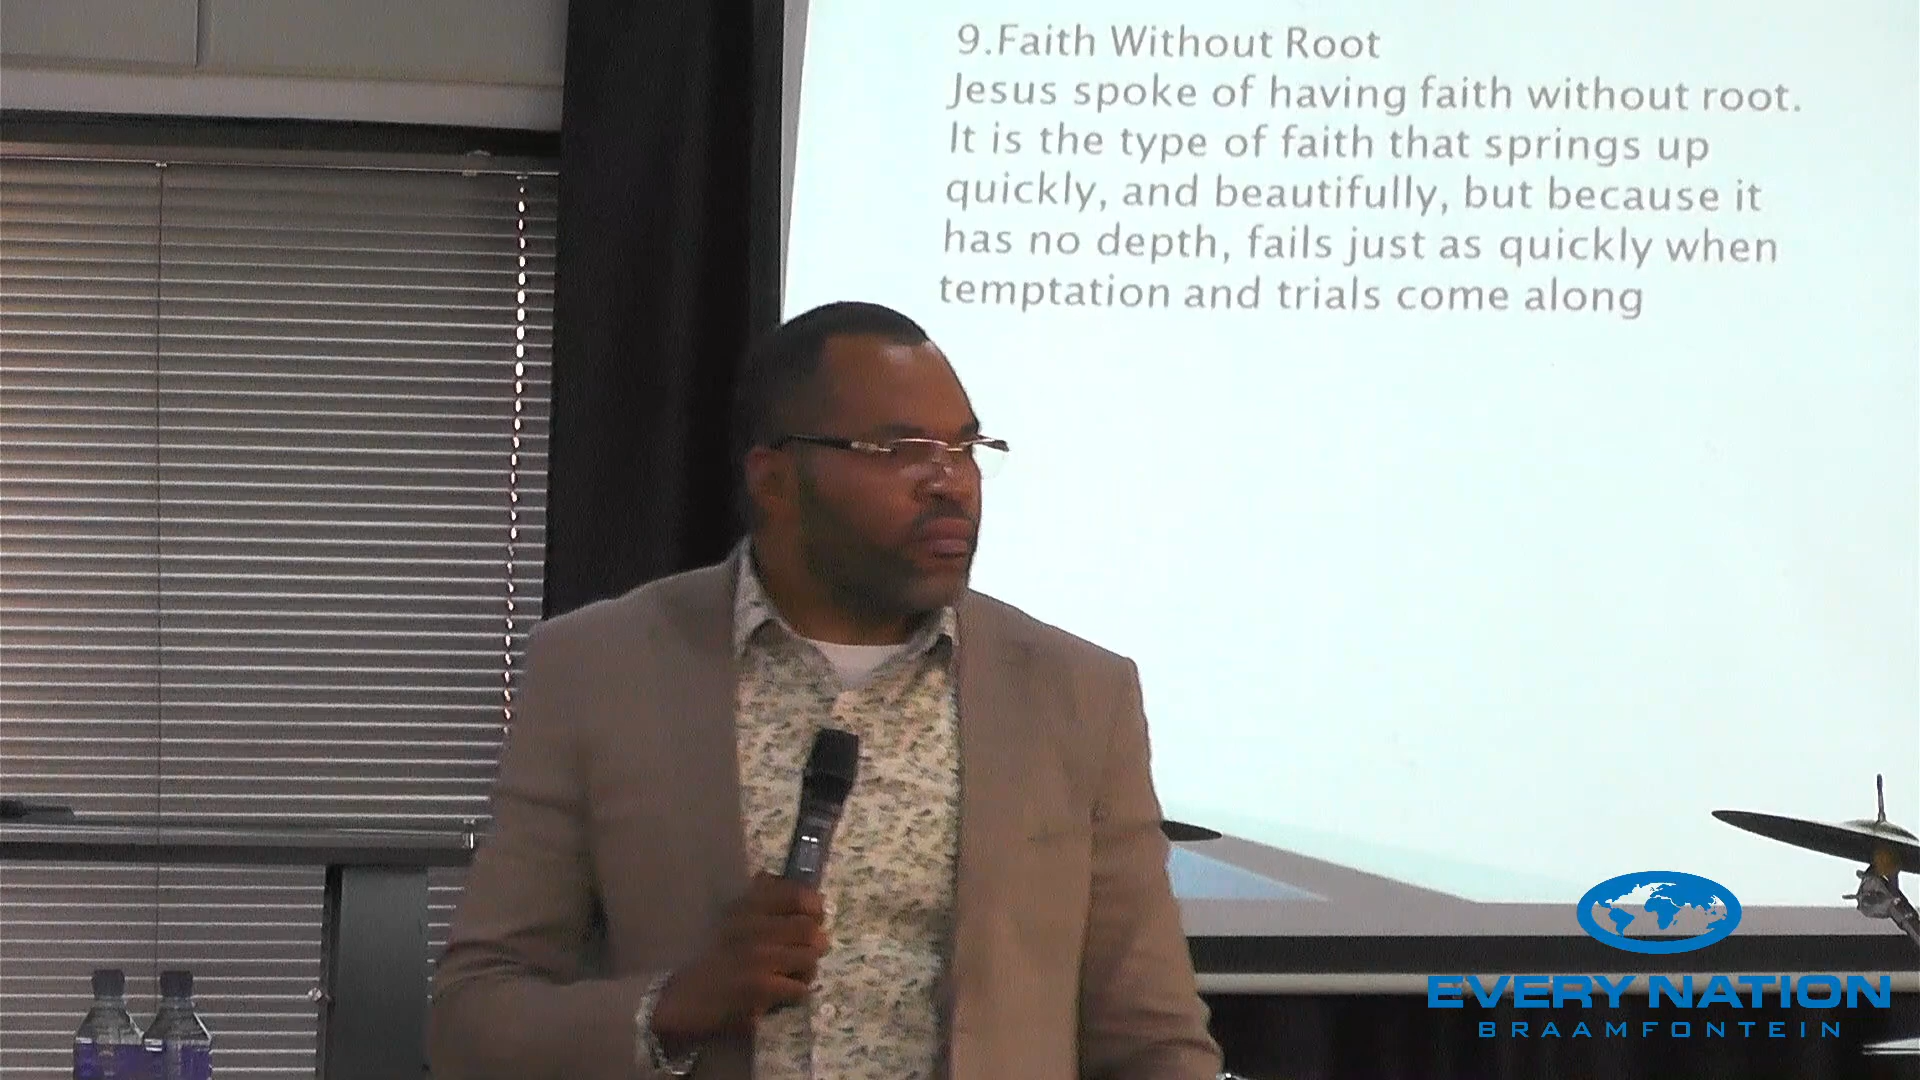 9.Faith Without Root
Jesus spoke of having faith without root.
It is the type of faith that springs up
quickly, and beautifully, but because it
has no depth, fails just as quickly when
temptation and trials come along
EVERY NATION
BRAAMFONTEIN